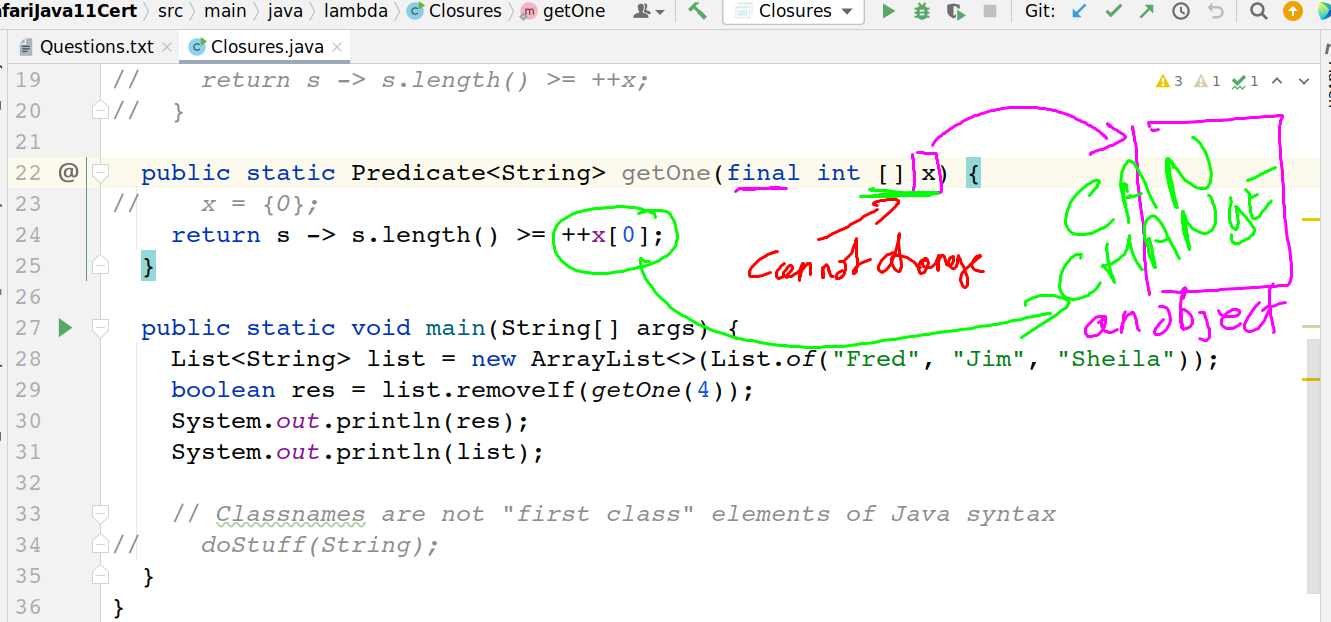 afariJava11Cert src main java lambda Closures getOne Closures Git:
Questions.txt Closures.java
19 // return s -> s.length() >= ++x;
20 // }
3 1 1
21
22 @ public static Predicate<String> getOne(final int [] x) {
23 // x = {0};
24 return s -> s.length() >= ++x[0];
25 }
cannot change
CAN
change
an object
26
27 public static void main(String[] args) {
28 List<String> list = new ArrayList<>(List.of("Fred", "Jim", "Sheila"));
29 boolean res = list.removeIf(getOne(4));
30 System.out.println(res);
31 System.out.println(list);
32
33 // Classnames are not "first class" elements of Java syntax
34 // doStuff(String);
35 }
36 }